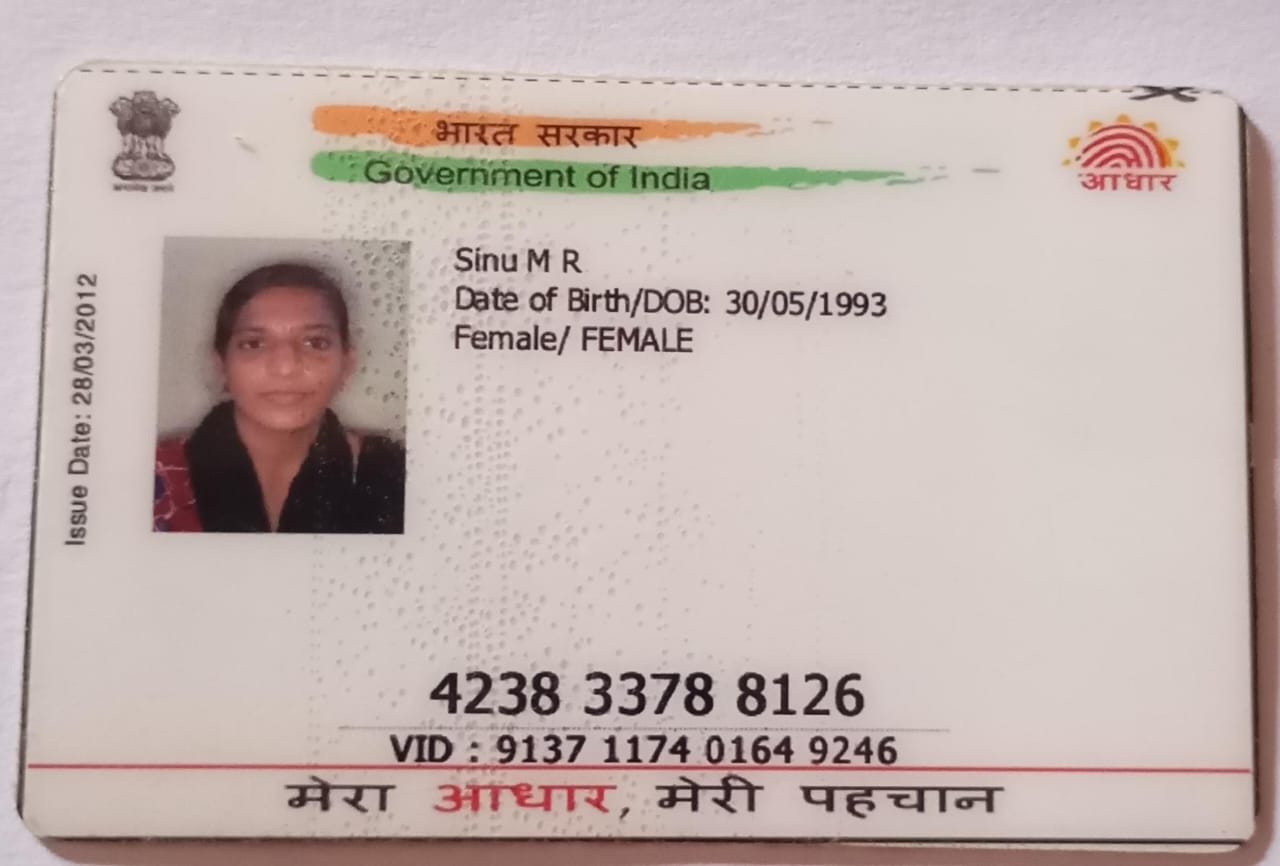 भारत सरकार
Government of India
आधार
Issue Date: 28/03/2012
Sinu M R
Date of Birth/DOB: 30/05/1993
Female/ FEMALE
4238 3378 8126
VID : 9137 1174 0164 9246
मेरा आधार, मेरी पहचान